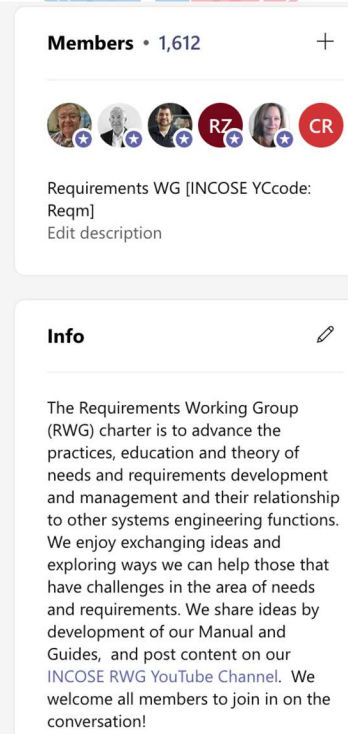 Members • 1,612
RZ
CR
Requirements WG [INCOSE YCcode:
Reqm]
Edit description
Info
The Requirements Working Group
(RWG) charter is to advance the
practices, education and theory of
needs and requirements development
and management and their relationship
to other systems engineering functions.
We enjoy exchanging ideas and
exploring ways we can help those that
have challenges in the area of needs
and requirements. We share ideas by
development of our Manual and
Guides,  and post content on our
INCOSE RWG YouTube Channel.  We
welcome all members to join in on the
conversation!